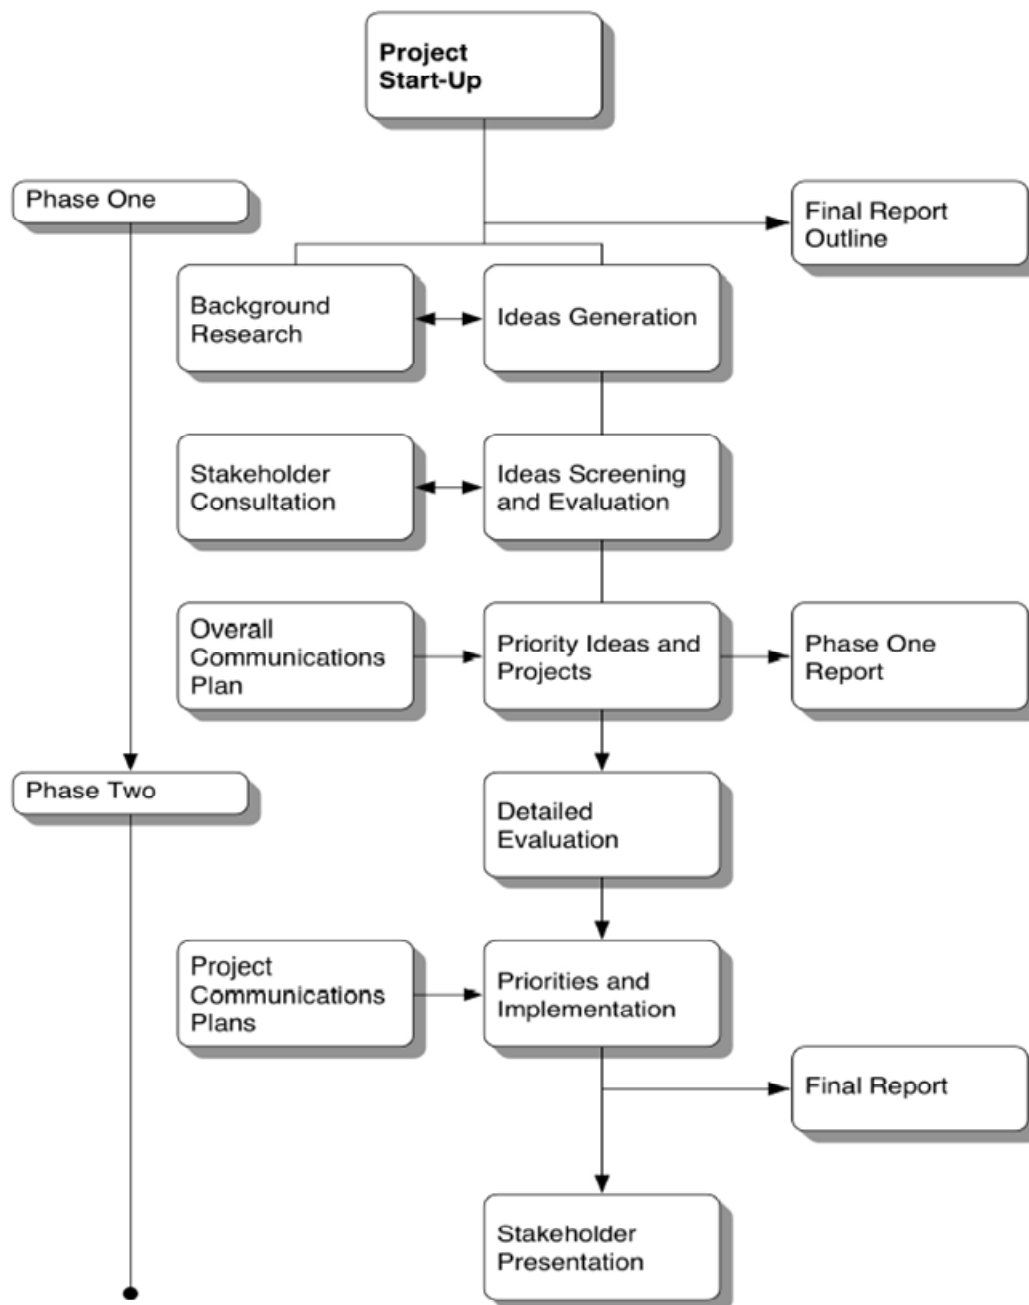 Project
Start-Up
Phase One
Final Report
Outline
Background
Research
Ideas Generation
Stakeholder
Consultation
Ideas Screening
and Evaluation
Overall
Communications
Plan
Priority Ideas and
Projects
Phase One
Report
Phase Two
Detailed
Evaluation
Project
Communications
Plans
Priorities and
Implementation
Final Report
Stakeholder
Presentation